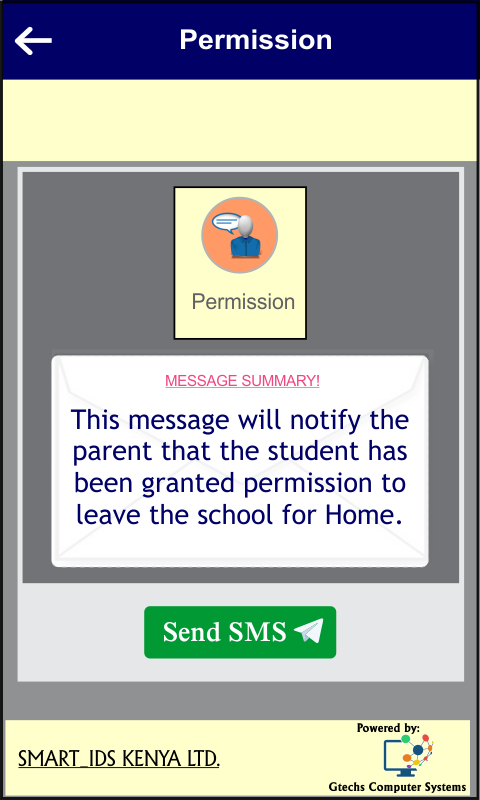 Permission
Permission
MESSAGE SUMMARY!
This message will notify the
parent that the student has
been granted permission to
leave the school for Home.
Send SMS
Powered by:
SMART_IDS KENYA LTD.
Gtechs Computer Systems